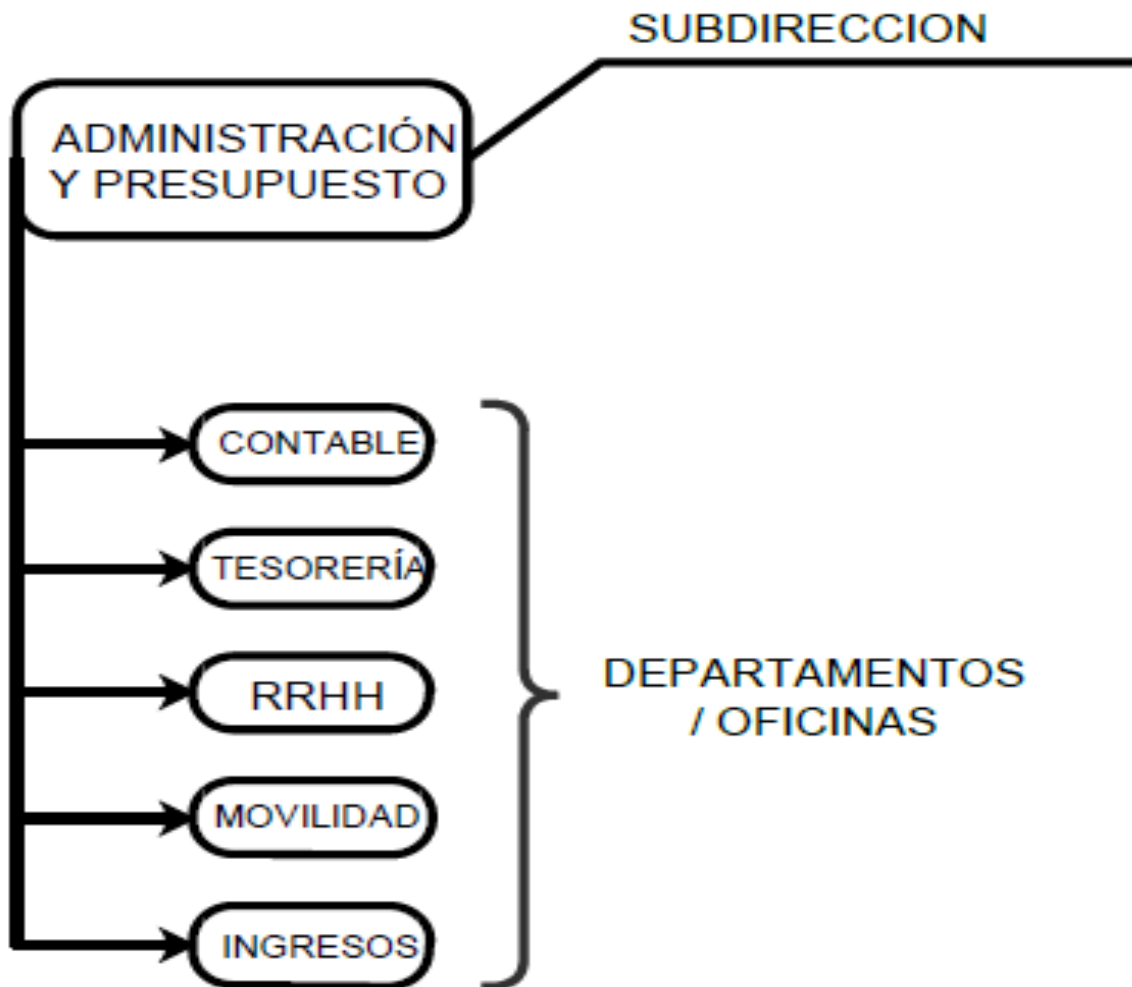 SUBDIRECCION
ADMINISTRACIÓN
Y PRESUPUESTO
CONTABLE
TESORERÍA
RRHH
MOVILIDAD
INGRESOS
DEPARTAMENTOS
/ OFICINAS